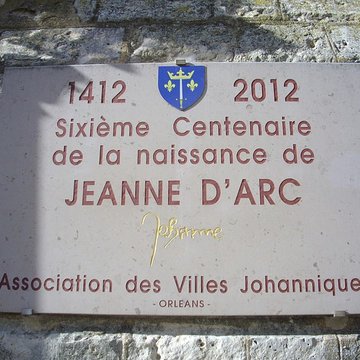 1412 2012
Sixième Centenaire
de la naissance de
JEANNE D'ARC
Jehanne
Association des Villes Johannique
- ORLEANS -